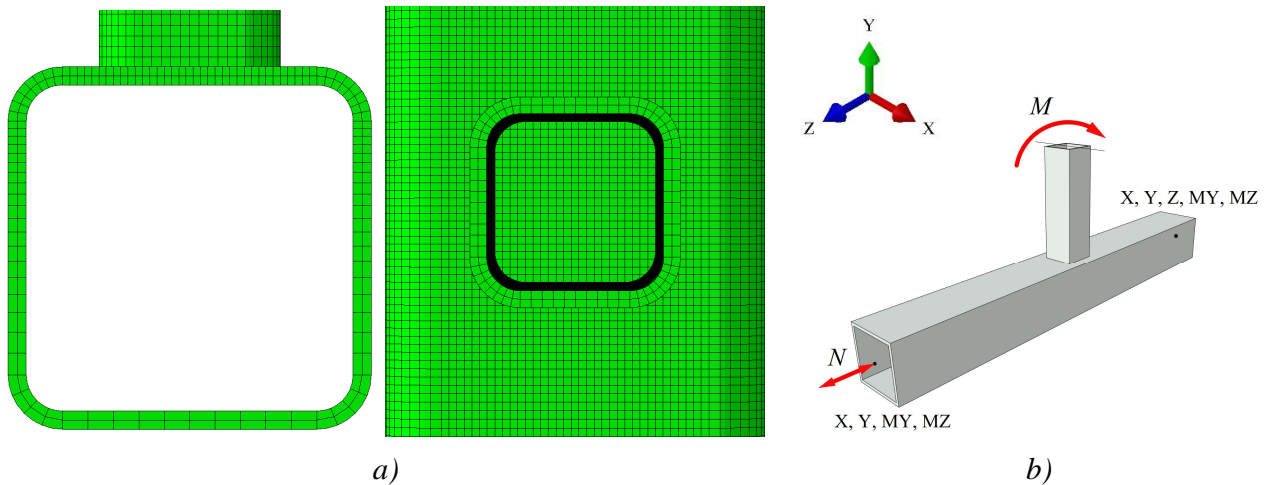 Y
Z
X
M
X, Y, Z, MY, MZ
N
X, Y, MY, MZ
a)
b)